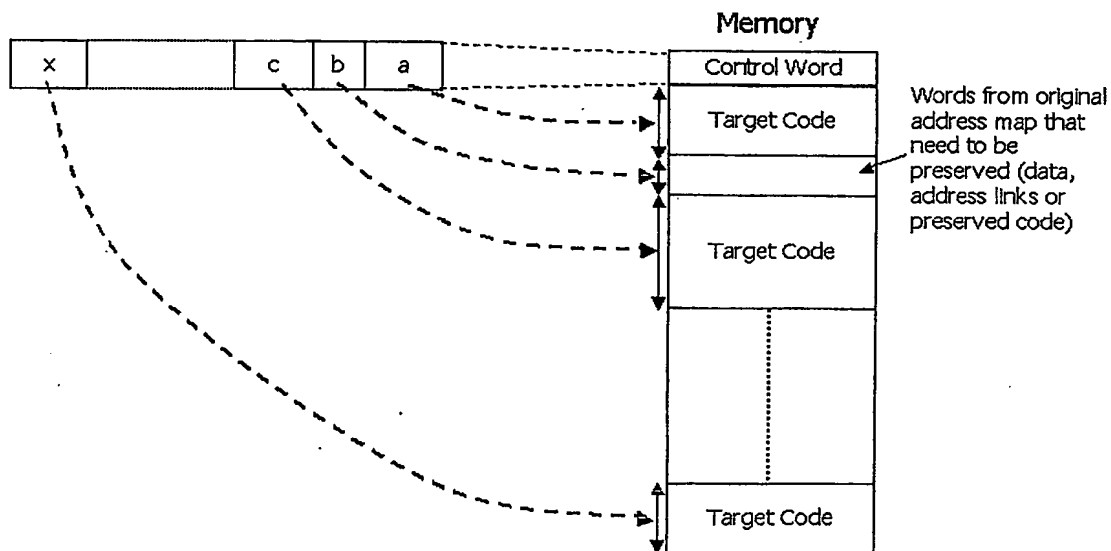 Memory
x c b a
Control Word
Target Code
Words from original
address map that
need to be
preserved (data,
address links or
preserved code)
Target Code
Target Code